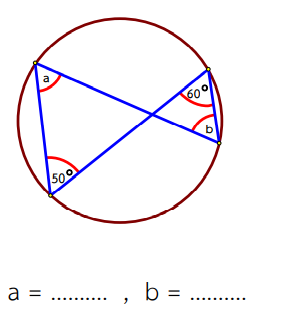 a
60°
b
50°
a = .......... , b = ..........